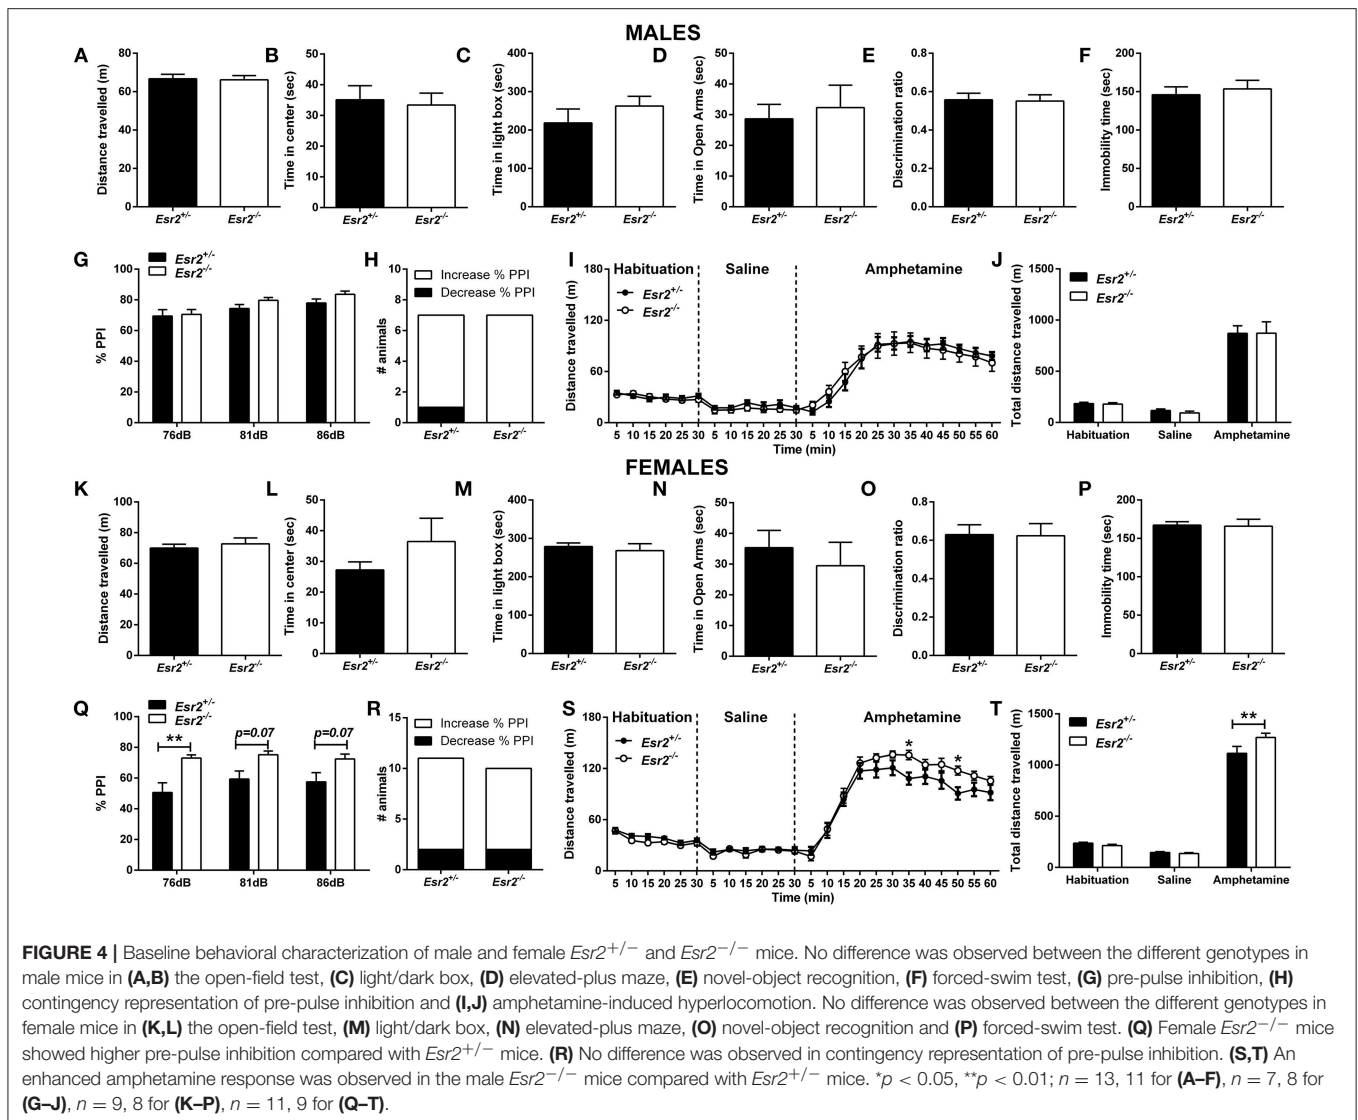 MALES
A
Distance travelled (m)
80
60
40
20
0
Esr2+/-
Esr2-/-
B
Time in center (sec)
50
40
30
20
10
0
Esr2+/-
Esr2-/-
C
Time in light box (sec)
400
300
200
100
0
Esr2+/-
Esr2-/-
D
Time in Open Arms (sec)
50
40
30
20
10
0
Esr2+/-
Esr2-/-
E
Discrimination ratio
0.8
0.6
0.4
0.2
0.0
Esr2+/-
Esr2-/-
F
Immobility time (sec)
200
150
100
50
0
Esr2+/-
Esr2-/-
G
Esr2+/-
Esr2-/-
% PPI
100
80
60
40
20
0
76dB 81dB 86dB
H
Increase % PPI
Decrease % PPI
# animals
10
8
6
4
2
0
Esr2+/-
Esr2-/-
I
Habituation Saline Amphetamine
Esr2+/-
Esr2-/-
Distance travelled (m)
180
120
60
0
5 10 15 20 25 30 5 10 15 20 25 30 5 10 15 20 25 30 35 40 45 50 55 60
Time (min)
J
Esr2+/-
Esr2-/-
Total distance travelled (m)
1500
1000
500
0
Habituation Saline Amphetamine
FEMALES
K
Distance travelled (m)
100
80
60
40
20
0
Esr2+/-
Esr2-/-
L
Time in center (sec)
50
40
30
20
10
0
Esr2+/-
Esr2-/-
M
Time in light box (sec)
400
300
200
100
0
Esr2+/-
Esr2-/-
N
Time in Open Arms (sec)
50
40
30
20
10
0
Esr2+/-
Esr2-/-
O
Discrimination ratio
0.8
0.6
0.4
0.2
0.0
Esr2+/-
Esr2-/-
P
Immobility time (sec)
200
150
100
50
0
Esr2+/-
Esr2-/-
Q
Esr2+/-
Esr2-/-
% PPI
100
80
60
40
20
0
** p=0.07 p=0.07
76dB 81dB 86dB
R
Increase % PPI
Decrease % PPI
# animals
15
10
5
0
Esr2+/-
Esr2-/-
S
Habituation Saline Amphetamine
Esr2+/-
Esr2-/-
* *
Distance travelled (m)
180
120
60
0
5 10 15 20 25 30 5 10 15 20 25 30 5 10 15 20 25 30 35 40 45 50 55 60
Time (min)
T
Esr2+/-
Esr2-/-
**
Total distance travelled (m)
1500
1000
500
0
Habituation Saline Amphetamine
FIGURE 4 | Baseline behavioral characterization of male and female Esr2+/− and Esr2−/− mice. No difference was observed between the different genotypes in
male mice in (A,B) the open-field test, (C) light/dark box, (D) elevated-plus maze, (E) novel-object recognition, (F) forced-swim test, (G) pre-pulse inhibition, (H)
contingency representation of pre-pulse inhibition and (I,J) amphetamine-induced hyperlocomotion. No difference was observed between the different genotypes in
female mice in (K,L) the open-field test, (M) light/dark box, (N) elevated-plus maze, (O) novel-object recognition and (P) forced-swim test. (Q) Female Esr2−/− mice
showed higher pre-pulse inhibition compared with Esr2+/− mice. (R) No difference was observed in contingency representation of pre-pulse inhibition. (S,T) An
enhanced amphetamine response was observed in the male Esr2−/− mice compared with Esr2+/− mice. *p < 0.05, **p < 0.01; n = 13, 11 for (A–F), n = 7, 8 for
(G–J), n = 9, 8 for (K–P), n = 11, 9 for (Q–T).